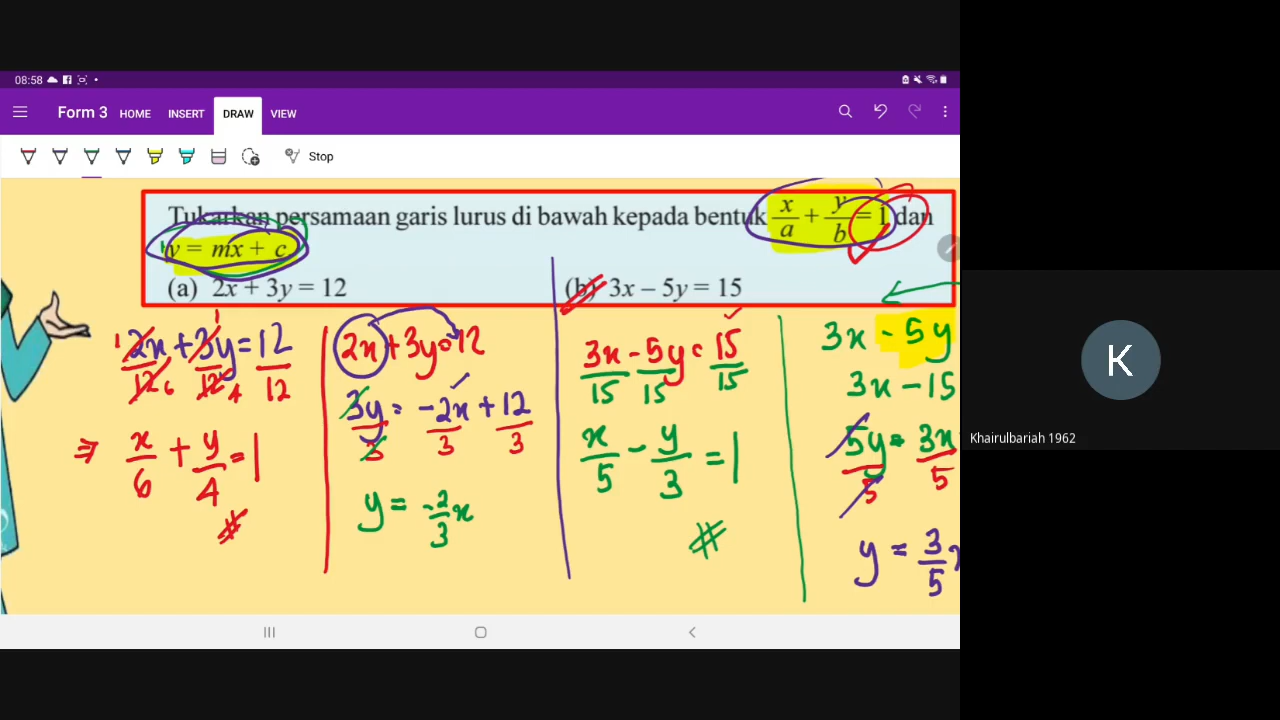 08:58
Form 3 HOME INSERT DRAW VIEW
Stop
Tukarkan persamaan garis lurus di bawah kepada bentuk x/a + y/b = 1 dan
y = mx + c
(a) 2x + 3y = 12 (b) 3x – 5y = 15
2x/12 + 3y/12 = 12/12
⇒ x/6 + y/4 = 1
2x + 3y = 12
3y/3 = -2x/3 + 12/3
y = -2/3 x
3x/15 - 5y/15 = 15/15
x/5 - y/3 = 1
3x - 5y
3x - 15
5y/5 = 3x/5
y = 3/5
Khairulbariah 1962
K